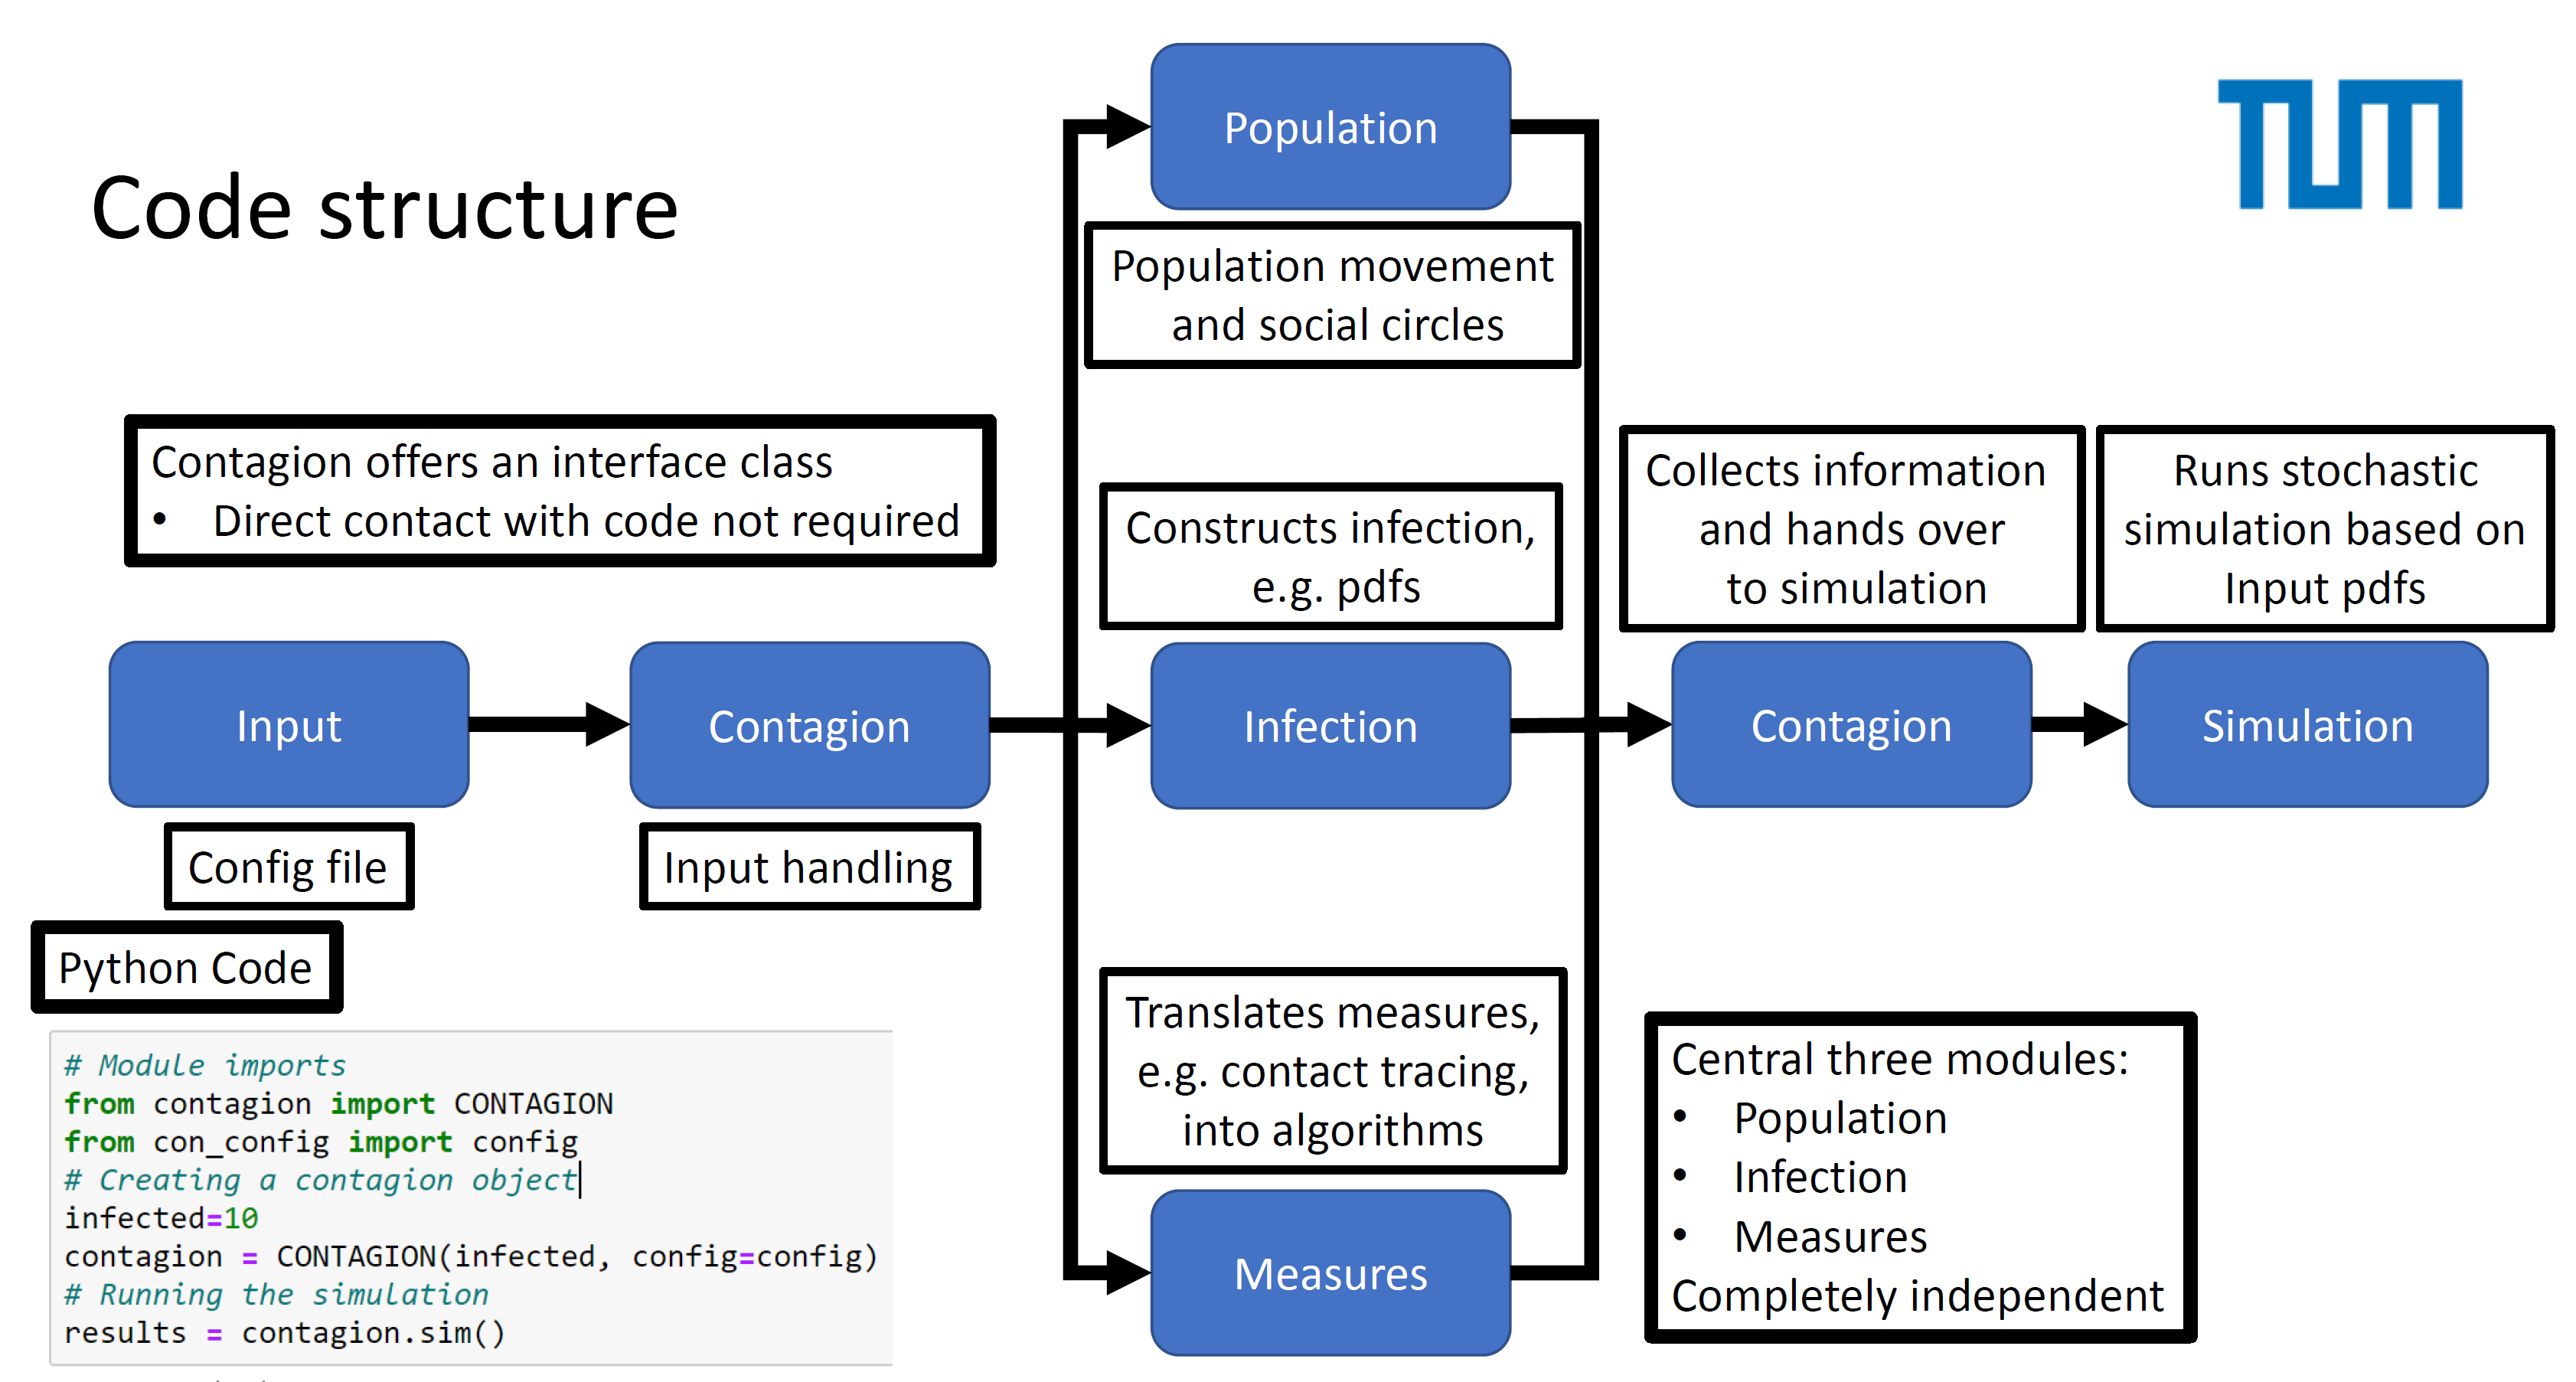 Code structure
TUM
Population
Population movement
and social circles
Contagion offers an interface class
• Direct contact with code not required
Constructs infection,
e.g. pdfs
Collects information
and hands over
to simulation
Runs stochastic
simulation based on
Input pdfs
Input
Contagion
Infection
Contagion
Simulation
Config file
Input handling
Python Code
# Module imports
from contagion import CONTAGION
from con_config import config
# Creating a contagion object
infected=10
contagion = CONTAGION(infected, config=config)
# Running the simulation
results = contagion.sim()
Translates measures,
e.g. contact tracing,
into algorithms
Measures
Central three modules:
• Population
• Infection
• Measures
Completely independent